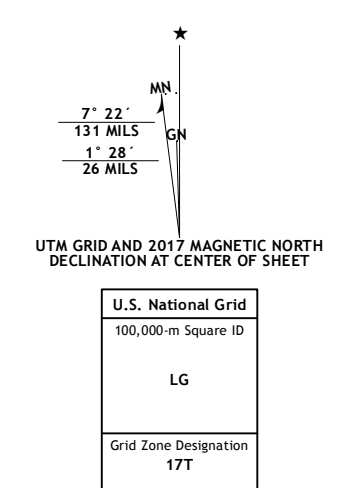 ★
MN
7° 22´
131 MILS
GN
1° 28´
26 MILS
UTM GRID AND 2017 MAGNETIC NORTH
DECLINATION AT CENTER OF SHEET
U.S. National Grid
100,000-m Square ID
LG
Grid Zone Designation
17T